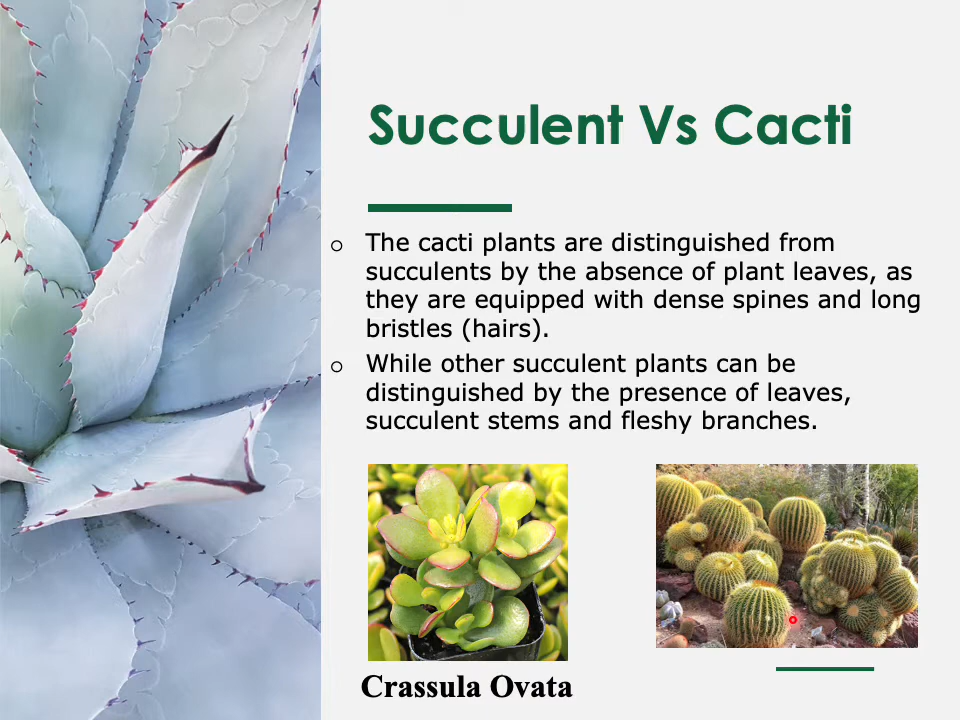 Succulent Vs Cacti
o The cacti plants are distinguished from
succulents by the absence of plant leaves, as
they are equipped with dense spines and long
bristles (hairs).
o While other succulent plants can be
distinguished by the presence of leaves,
succulent stems and fleshy branches.
Crassula Ovata